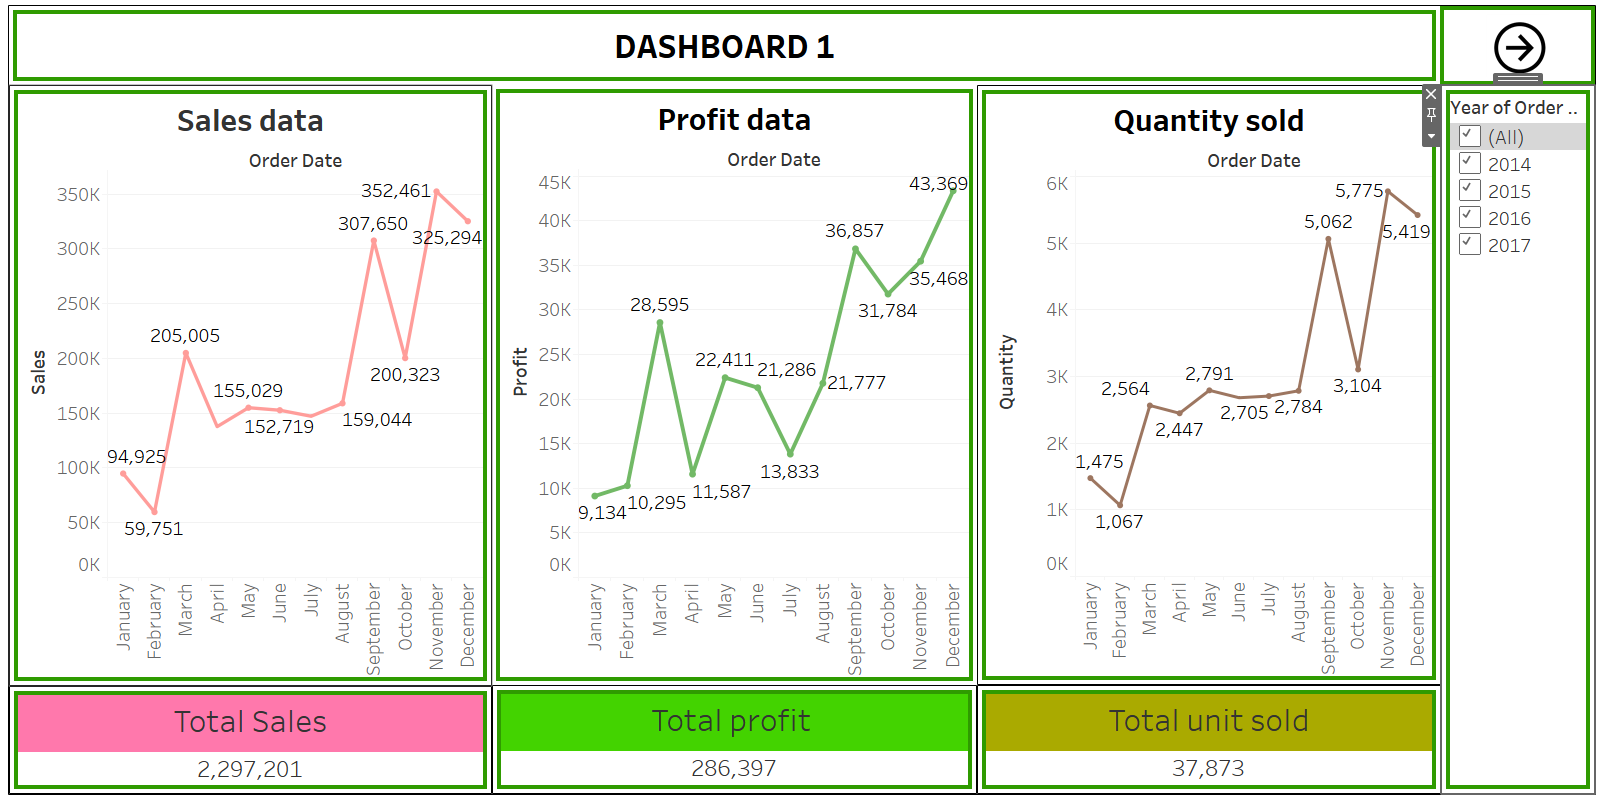 DASHBOARD 1
Sales data
Order Date
Sales
350K
300K
250K
200K
150K
100K
50K
0K
94,925
59,751
205,005
155,029
152,719
159,044
307,650
200,323
352,461
325,294
January
February
March
April
May
June
July
August
September
October
November
December
Profit data
Order Date
Profit
45K
40K
35K
30K
25K
20K
15K
10K
5K
0K
9,134
10,295
28,595
11,587
22,411
21,286
13,833
21,777
36,857
31,784
35,468
43,369
January
February
March
April
May
June
July
August
September
October
November
December
Quantity sold
Order Date
Quantity
6K
5K
4K
3K
2K
1K
0K
1,475
1,067
2,564
2,447
2,791
2,705
2,784
5,062
3,104
5,775
5,419
January
February
March
April
May
June
July
August
September
October
November
December
Year of Order ..
(All)
2014
2015
2016
2017
Total Sales
2,297,201
Total profit
286,397
Total unit sold
37,873